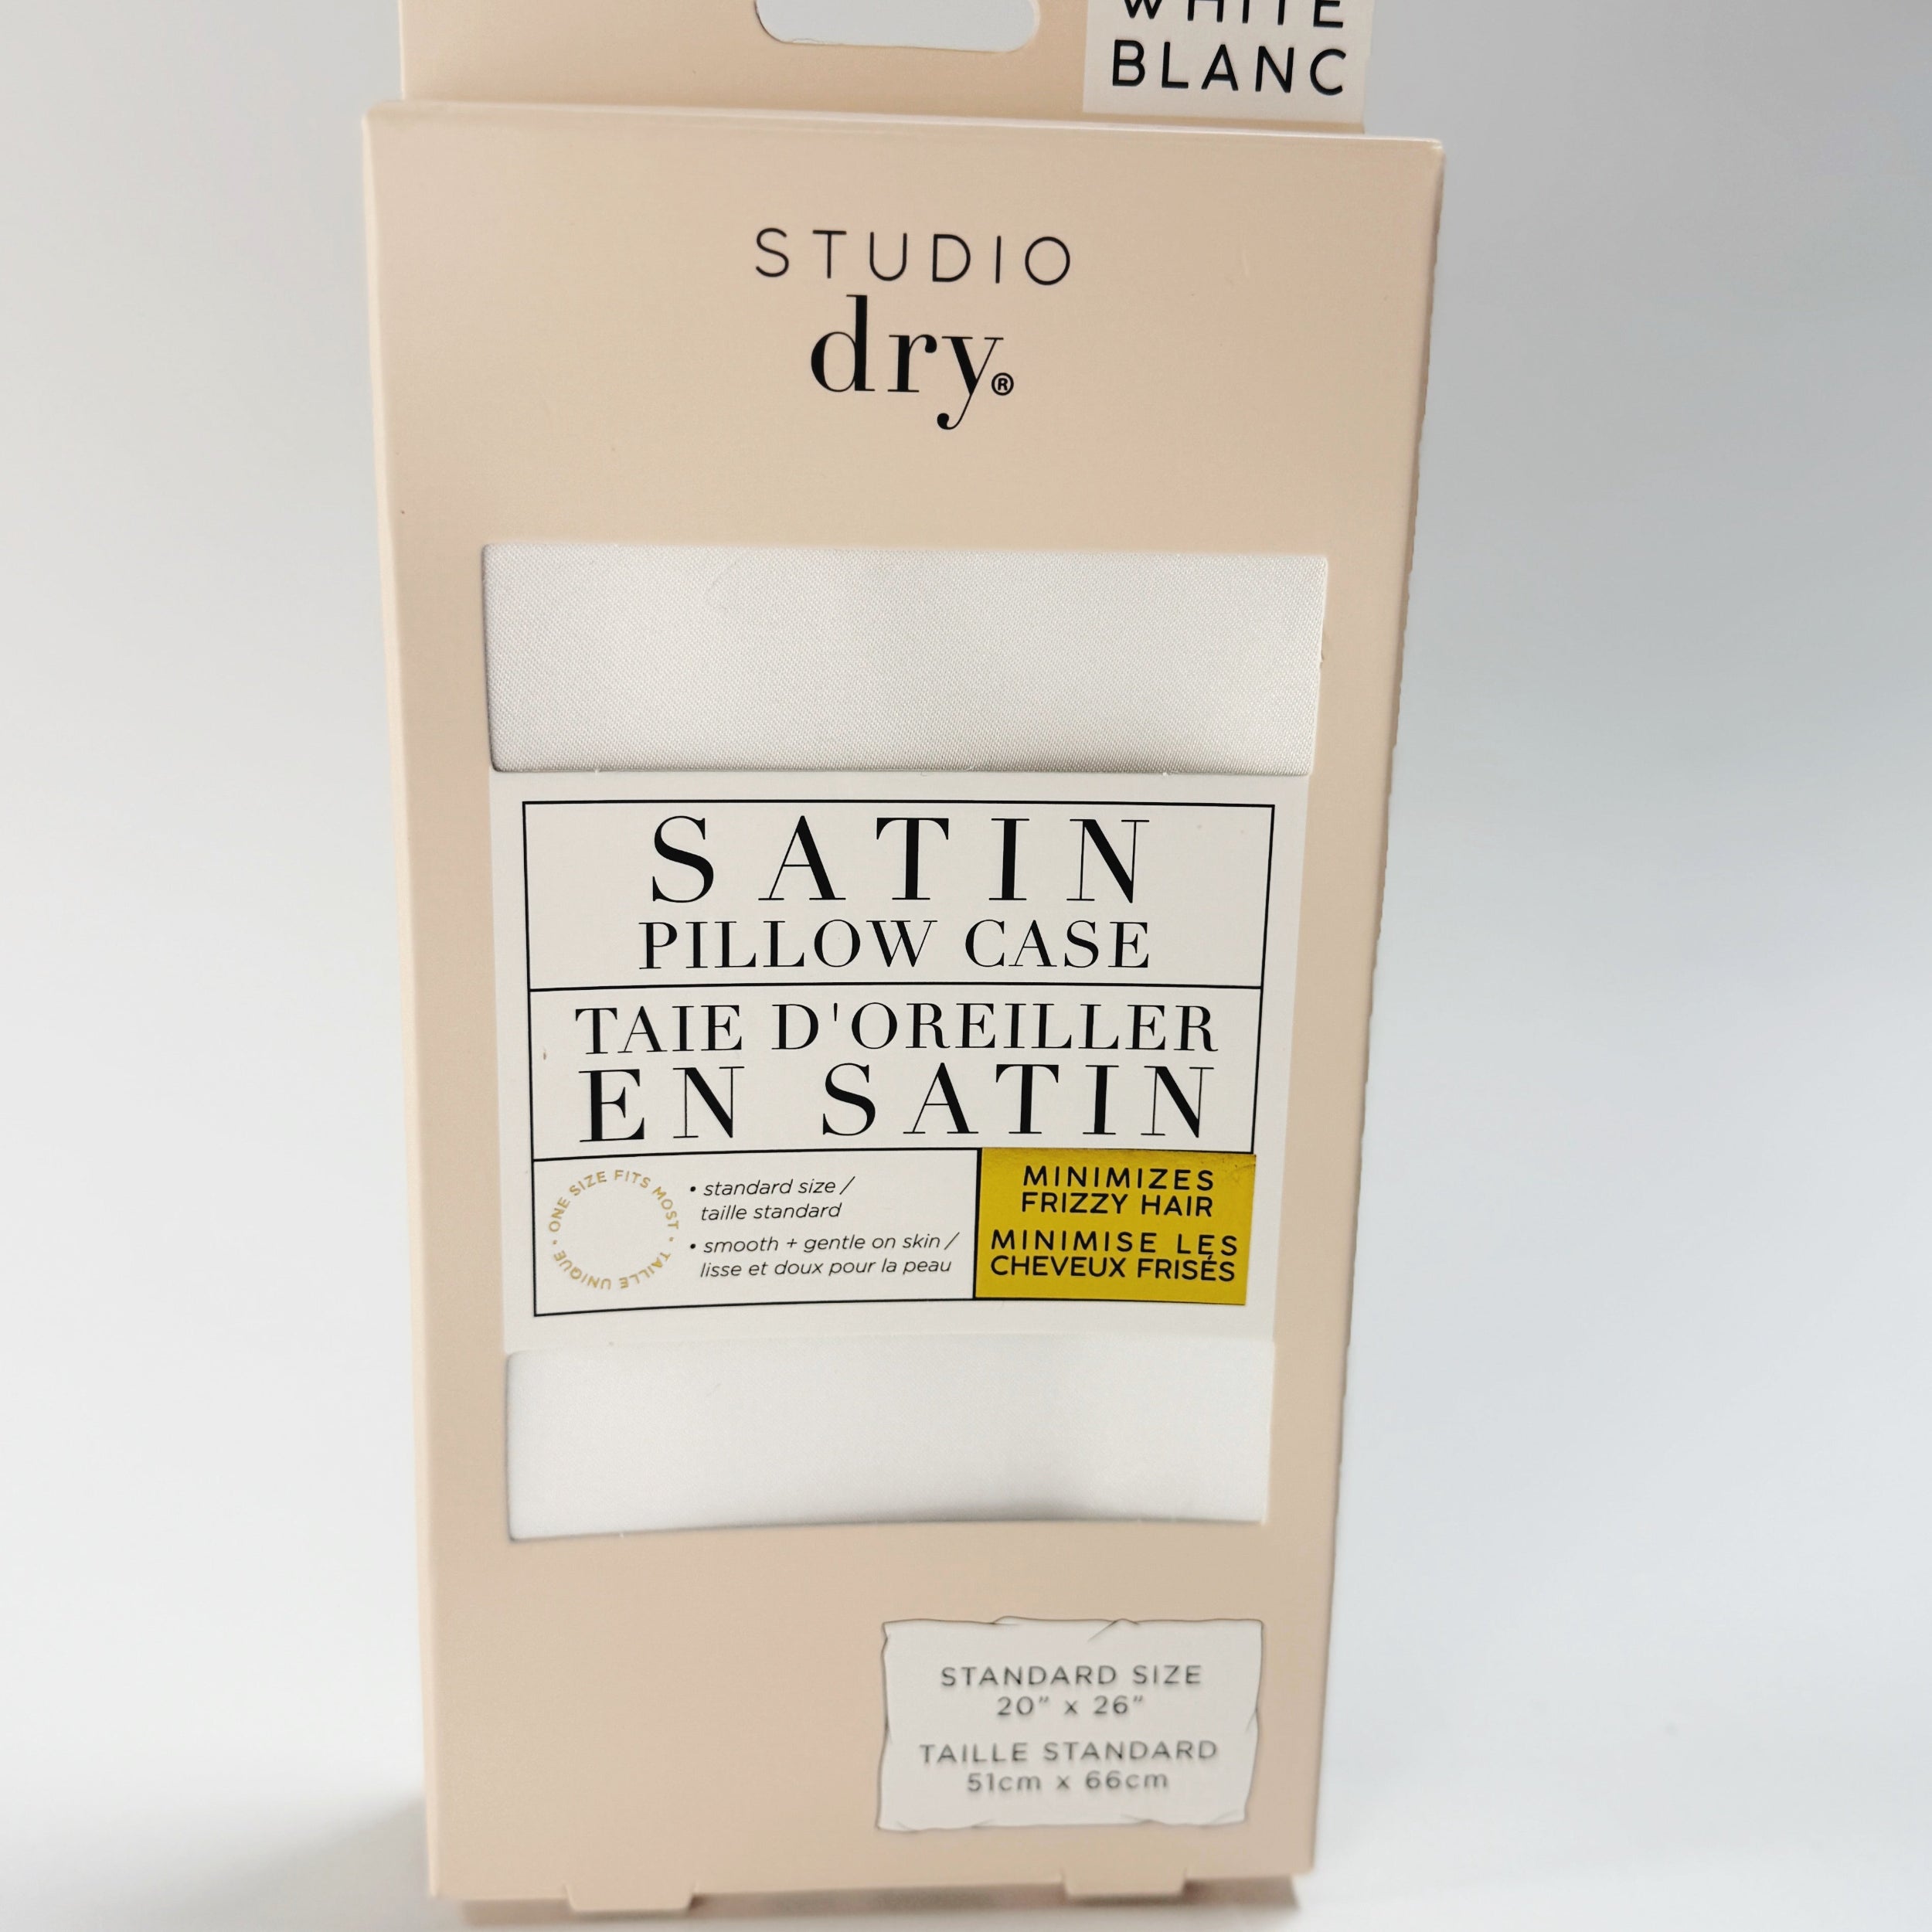 WHITE
BLANC
STUDIO
dry®
SATIN
PILLOW CASE
TAIE D'OREILLER
EN SATIN
• ONE SIZE FITS MOST • TAILLE UNIQUE
• standard size /
taille standard
• smooth + gentle on skin /
lisse et doux pour la peau
MINIMIZES
FRIZZY HAIR
MINIMISE LES
CHEVEUX FRISÉS
STANDARD SIZE
20" x 26"
TAILLE STANDARD
51cm x 66cm